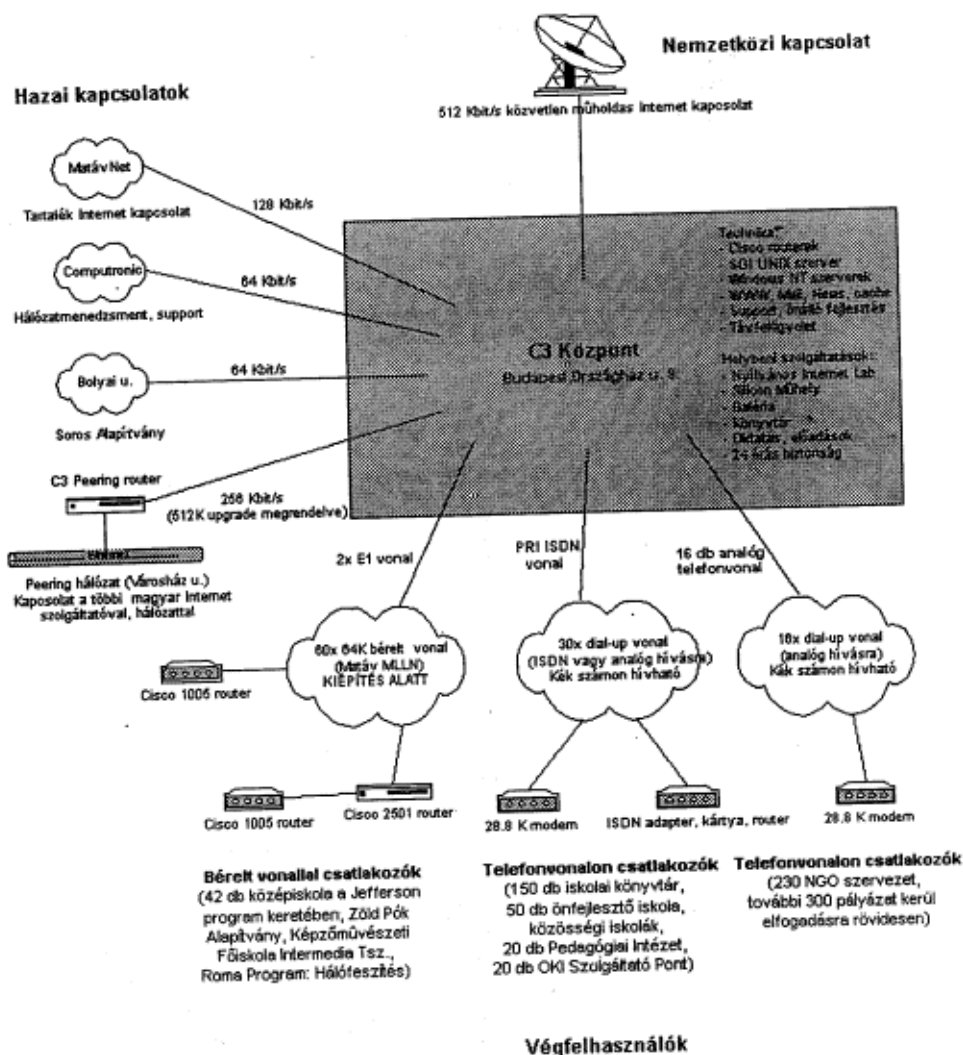 Nemzetközi kapcsolat
Hazai kapcsolatok
512 Kbit/s közvetlen műholdas Internet kapcsolat
Matáv Net
Tartalék Internet kapcsolat
128 Kbit/s
Computronic
Hálózatmenedzsment, support
64 Kbit/s
Bolyai u.
Soros Alapítvány
64 Kbit/s
C3 Peering router
256 Kbit/s
(512K upgrade megrendelve)
Peering hálózat (Városház u.)
Kapcsolat a többi magyar Internet
szolgáltatóval, hálózattal
C3 Központ
Budapest Országház u. 9
Technika:
- Cisco routerek
- SGI UNIX szerver
- Windows NT szerverek
- WWW, Mail, News, cache
- Support, önálló fejlesztés
- Távfelügyelet
Helybeni szolgáltatások:
- Nyilvános Internet Lab
- Silicon Műhely
- Galéria
- Könyvtár
- Oktatás, előadások
- 24 órás biztonság
2x E1 vonal
PRI ISDN
vonal
16 db analóg
telefonvonal
60x 64K bérelt vonal
(Matáv MLLN)
KIÉPÍTÉS ALATT
30x dial-up vonal
(ISDN vagy analóg hívásra)
Kék számon hívható
16x dial-up vonal
(analóg hívásra)
Kék számon hívható
Cisco 1005 router
Cisco 1005 router
Cisco 2501 router
28.8 K modem
ISDN adapter, kártya, router
28.8 K modem
Bérelt vonallal csatlakozók
(42 db középiskola a Jefferson
program keretében, Zöld Pók
Alapítvány, Képzőművészeti
Főiskola Intermedia Tsz.,
Roma Program: Hálófeszítés)
Telefonvonalon csatlakozók
(150 db iskolai könyvtár,
50 db önfejlesztő iskola,
közösségi iskolák,
20 db Pedagógiai Intézet,
20 db OKI Szolgáltató Pont)
Telefonvonalon csatlakozók
(230 NGO szervezet,
további 300 pályázat kerül
elfogadásra rövidesen)
Végfelhasználók